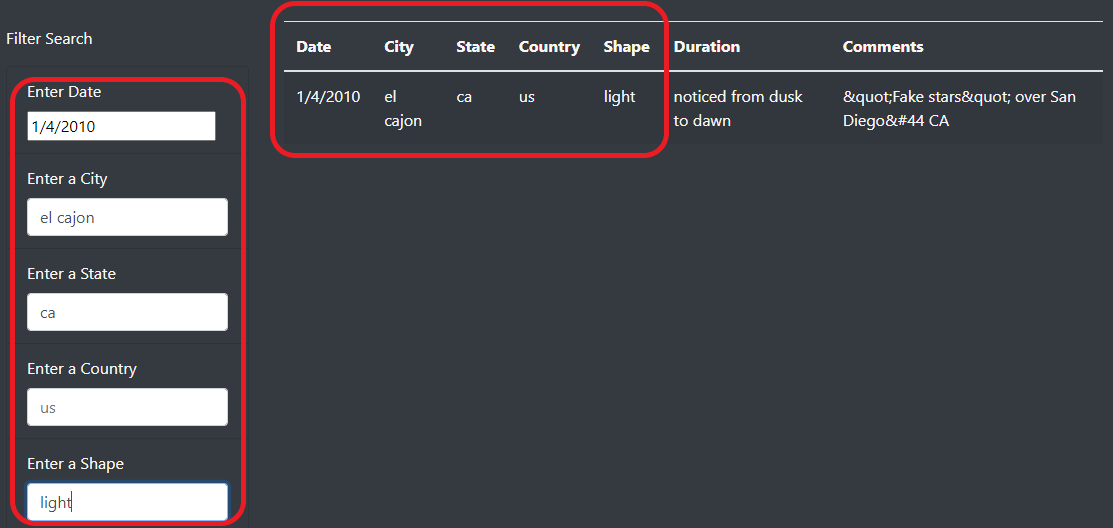 Filter Search
Enter Date
1/4/2010
Enter a City
el cajon
Enter a State
ca
Enter a Country
us
Enter a Shape
light
Date City State Country Shape Duration Comments
1/4/2010 el ca us light noticed from dusk &quot;Fake stars&quot; over San
cajon to dawn Diego&#44 CA